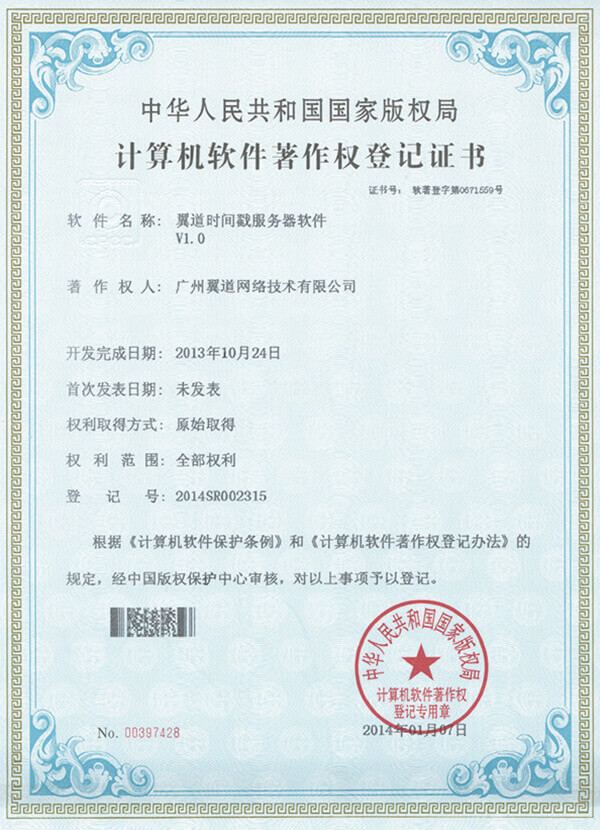 中华人民共和国国家版权局
计算机软件著作权登记证书
证书号: 软著登字第0671559号
软件名称: 翼道时间戳服务器软件
V1.0
著作权人: 广州翼道网络技术有限公司
开发完成日期: 2013年10月24日
首次发表日期: 未发表
权利取得方式: 原始取得
权利范围: 全部权利
登记号: 2014SR002315
根据《计算机软件保护条例》和《计算机软件著作权登记办法》的
规定，经中国版权保护中心审核，对以上事项予以登记。
中华人民共和国国家版权局
计算机软件著作权
登记专用章
No. 00397428
2014年01月07日